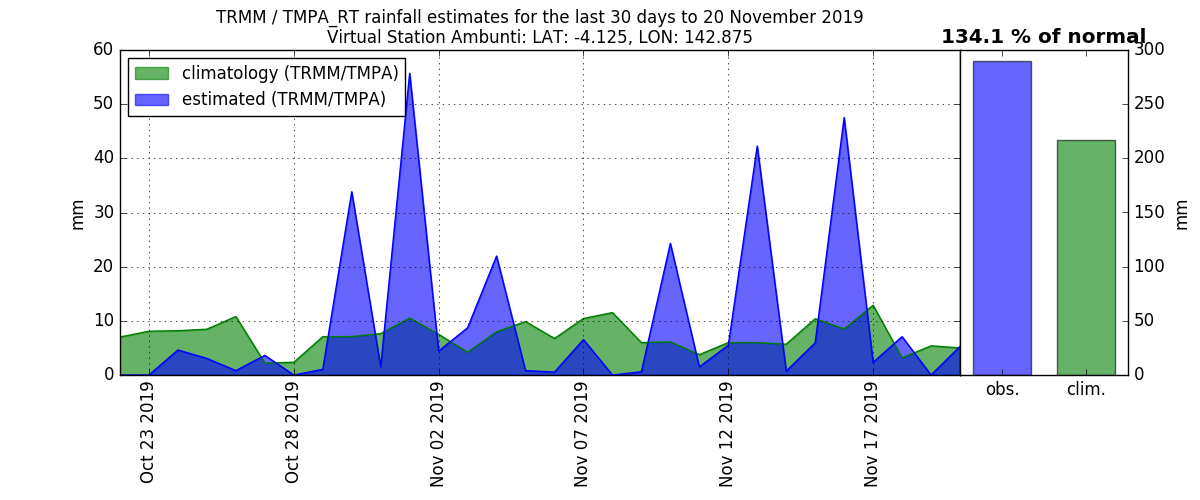 TRMM / TMPA_RT rainfall estimates for the last 30 days to 20 November 2019
Virtual Station Ambunti: LAT: -4.125, LON: 142.875
134.1 % of normal
climatology (TRMM/TMPA)
estimated (TRMM/TMPA)
60
50
40
30
20
10
0
mm
Oct 23 2019
Oct 28 2019
Nov 02 2019
Nov 07 2019
Nov 12 2019
Nov 17 2019
obs.
clim.
300
250
200
150
100
50
0
mm